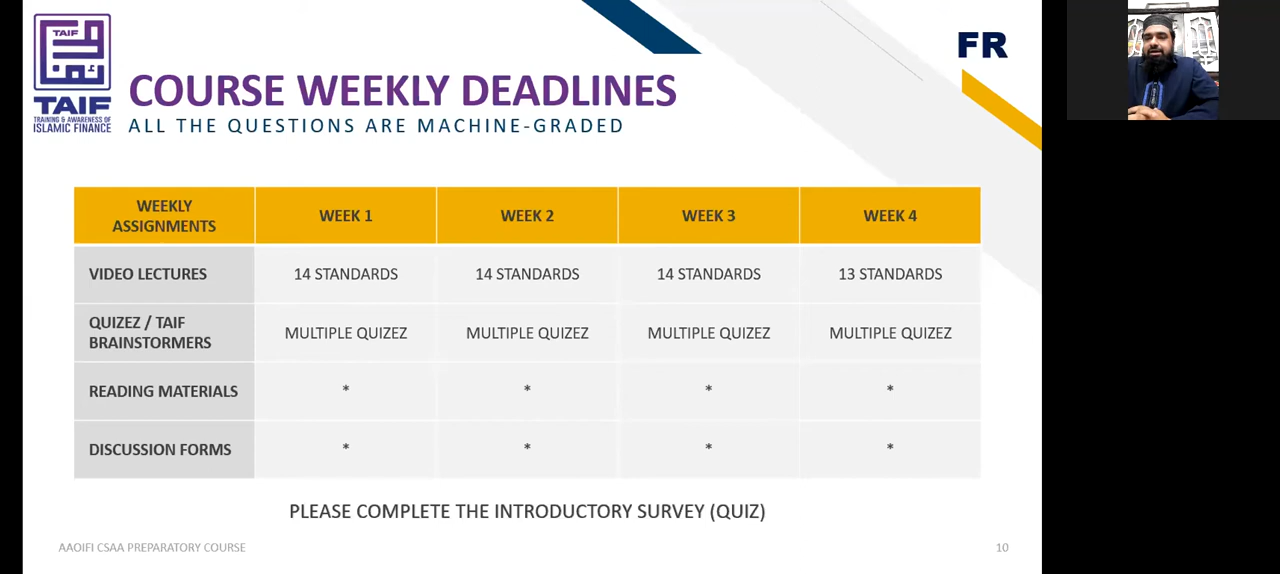 TAIF
TAIF
TRAINING & AWARENESS OF
ISLAMIC FINANCE
FR
COURSE WEEKLY DEADLINES
ALL THE QUESTIONS ARE MACHINE-GRADED
WEEKLY ASSIGNMENTS WEEK 1 WEEK 2 WEEK 3 WEEK 4
VIDEO LECTURES 14 STANDARDS 14 STANDARDS 14 STANDARDS 13 STANDARDS
QUIZEZ / TAIF BRAINSTORMERS MULTIPLE QUIZEZ MULTIPLE QUIZEZ MULTIPLE QUIZEZ MULTIPLE QUIZEZ
READING MATERIALS * * * *
DISCUSSION FORMS * * * *
PLEASE COMPLETE THE INTRODUCTORY SURVEY (QUIZ)
AAOIFI CSAA PREPARATORY COURSE 10